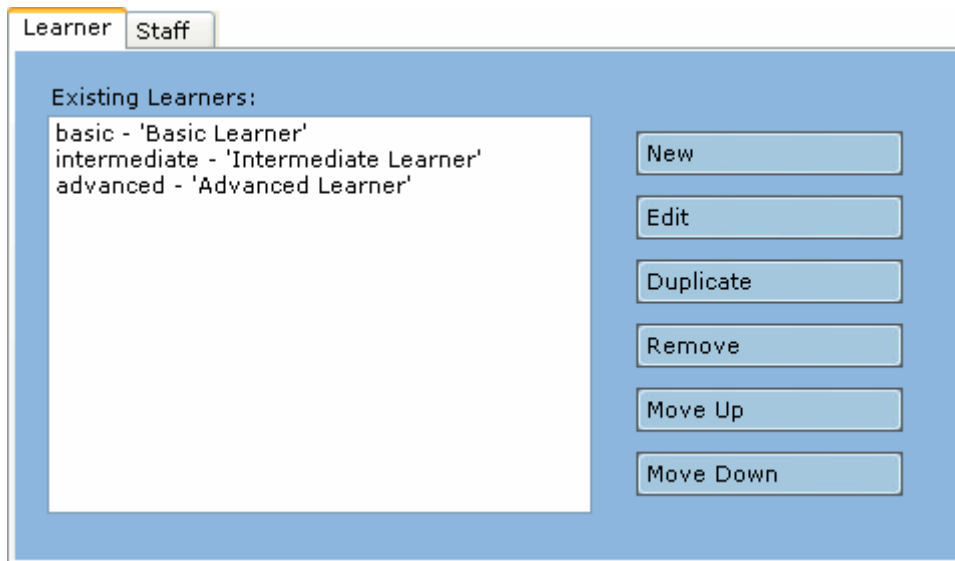 Learner
Staff
Existing Learners:
basic - 'Basic Learner'
intermediate - 'Intermediate Learner'
advanced - 'Advanced Learner'
New
Edit
Duplicate
Remove
Move Up
Move Down